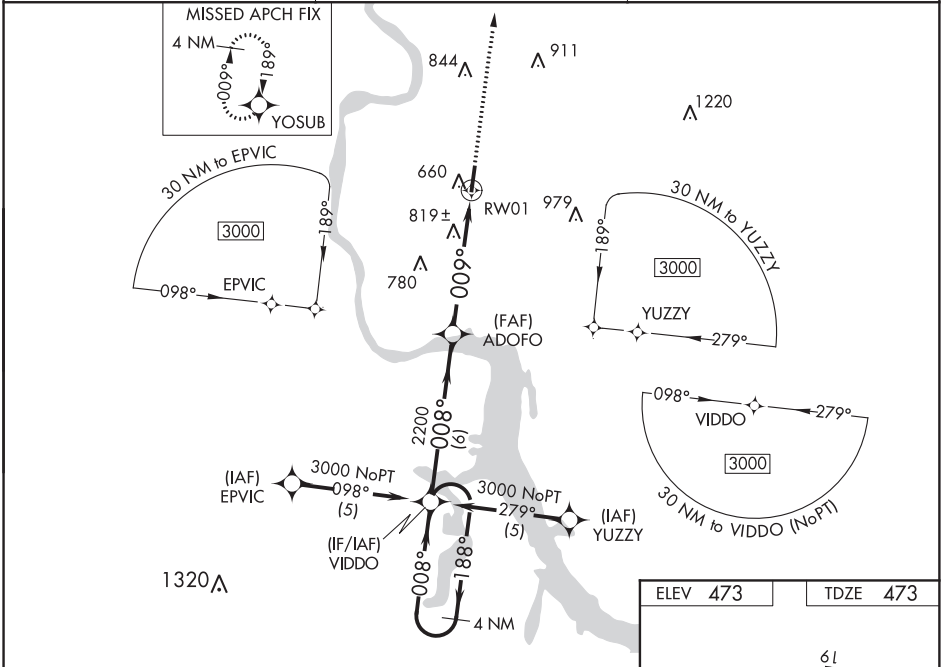 MISSED APCH FIX
4 NM
009°
189°
YOSUB
844
911
1220
30 NM to EPVIC
3000
189°
098°
EPVIC
660
RW01
819±
979
780
009°
30 NM to YUZZY
189°
3000
YUZZY
279°
(FAF)
ADOFO
098°
VIDDO
279°
3000
30 NM to VIDDO (NoPT)
2200
008°
(6)
(IAF)
EPVIC
3000 NoPT
098°
(5)
3000 NoPT
279°
(5)
(IAF)
YUZZY
(IF/IAF)
VIDDO
008°
188°
4 NM
1320
ELEV 473
TDZE 473